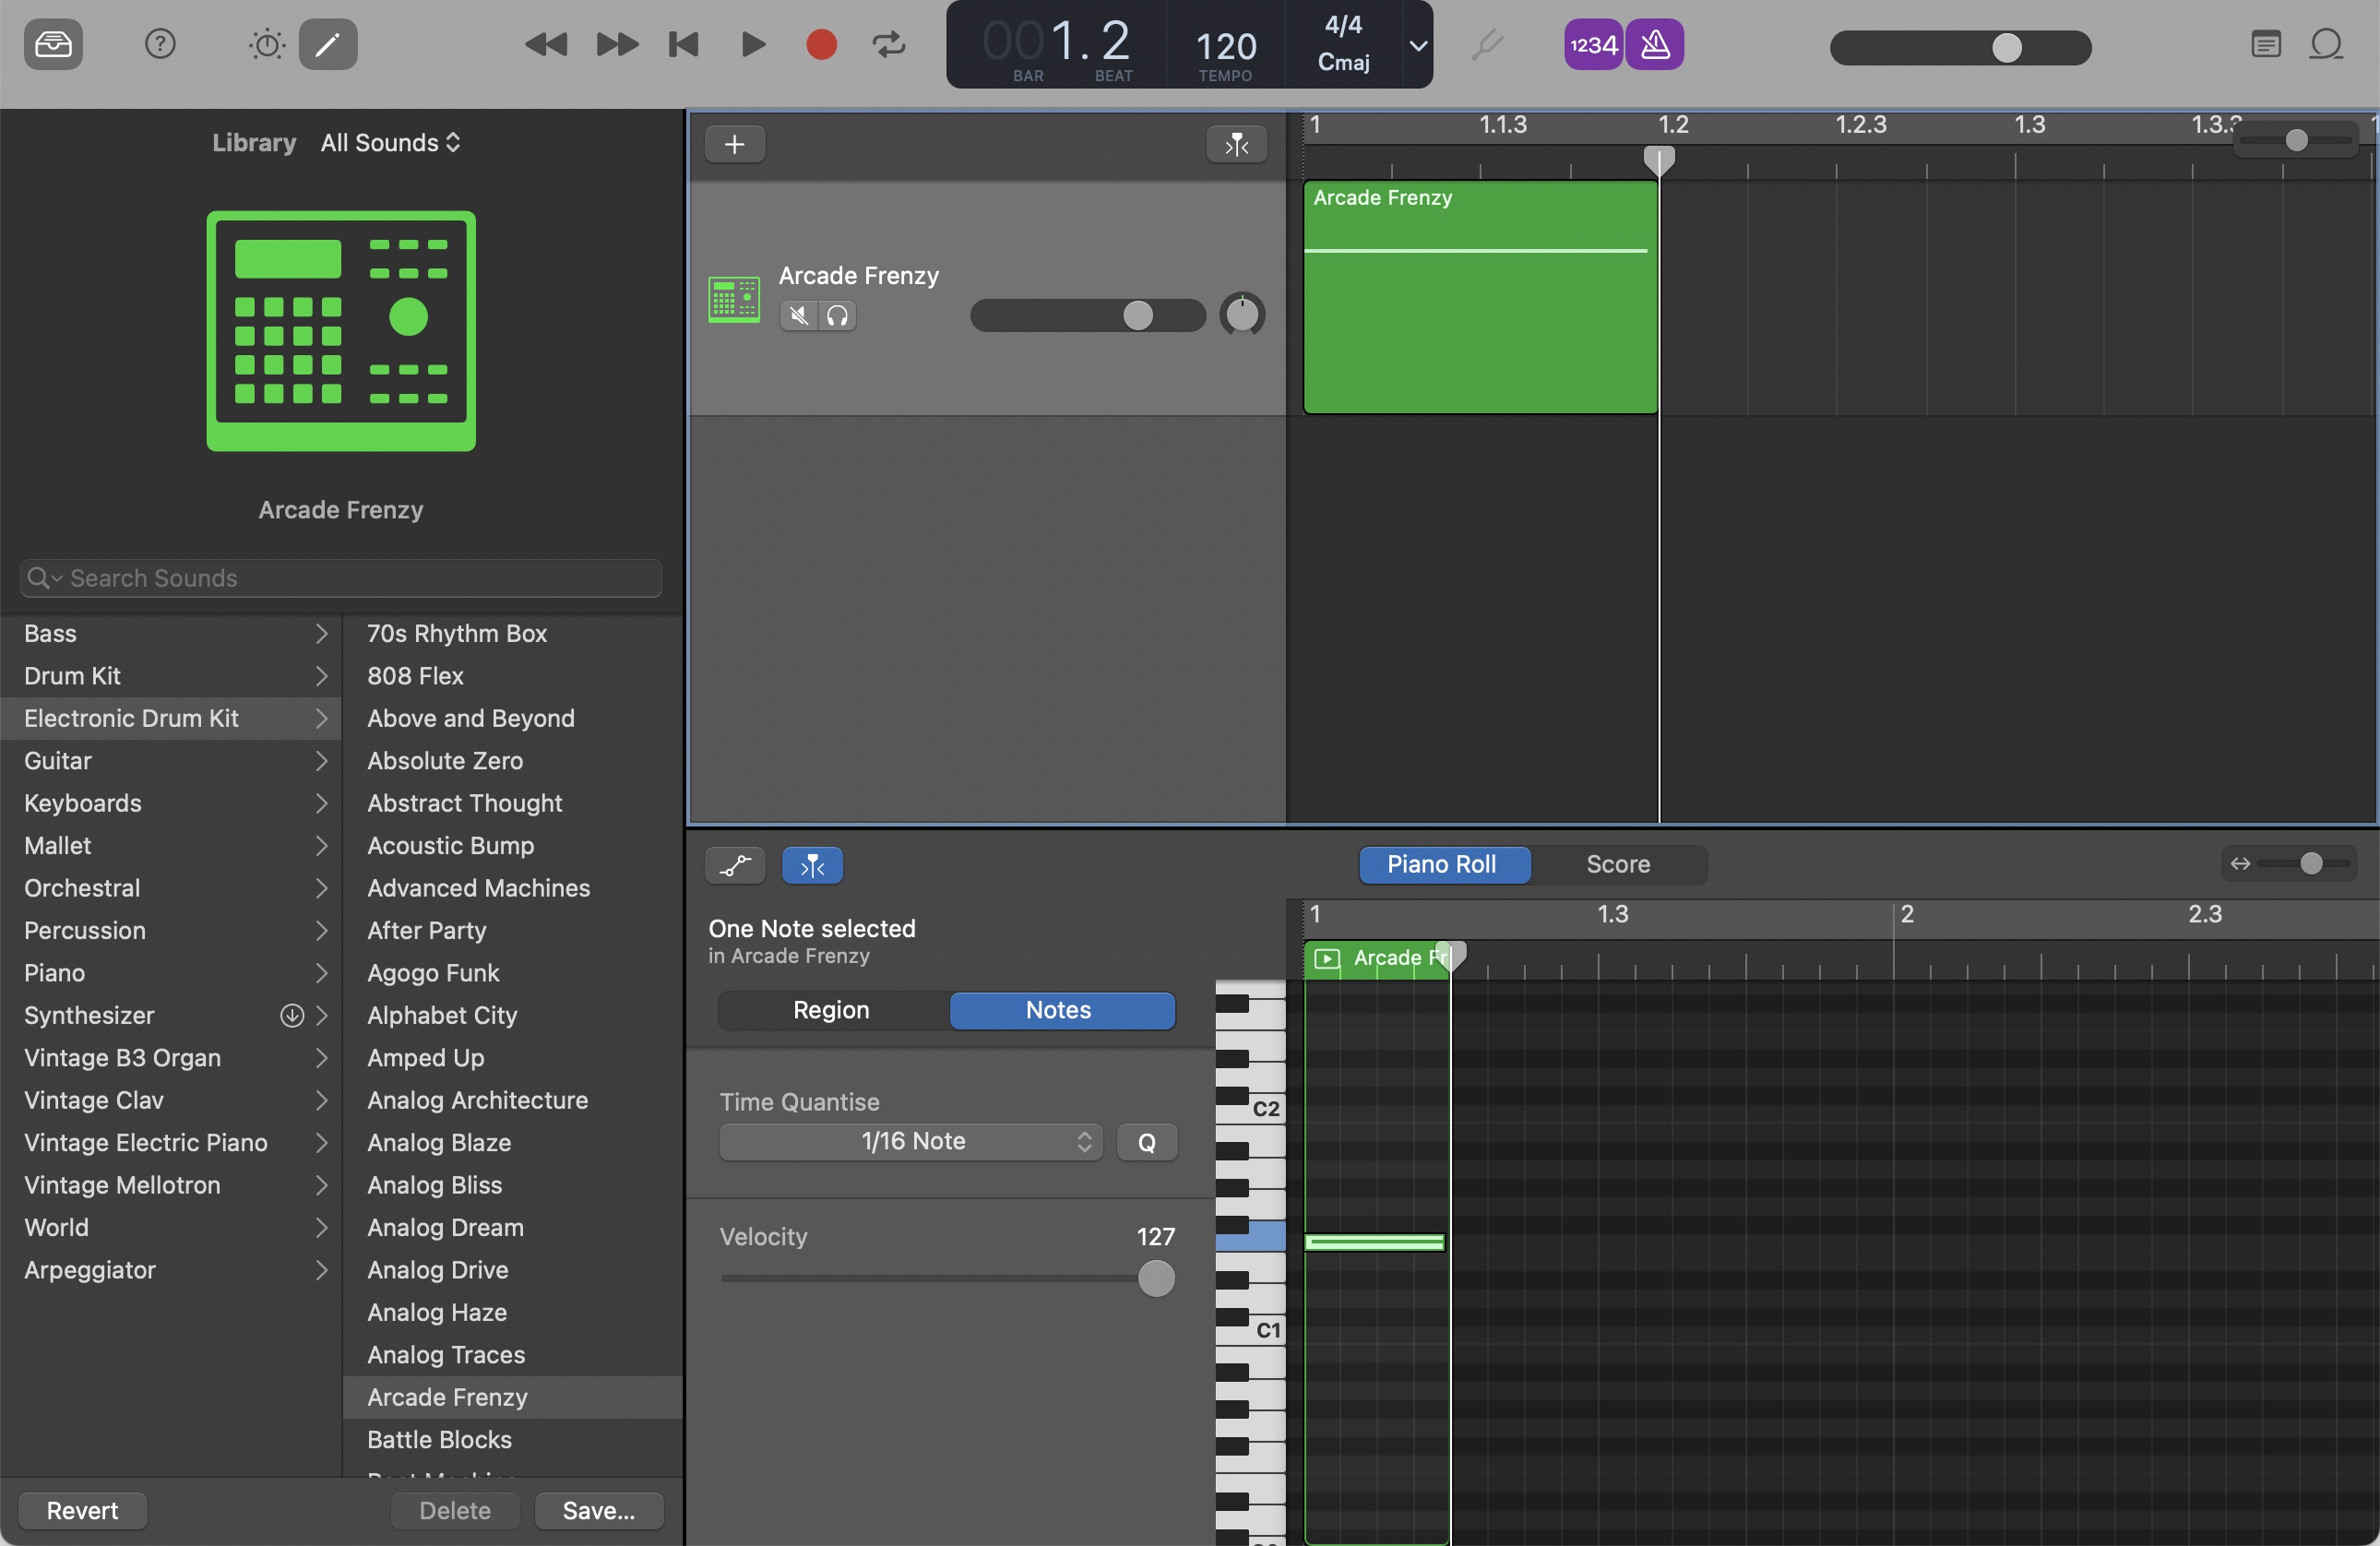 001. 2
BAR BEAT
120
TEMPO
4/4
Cmaj
1234
Library All Sounds
Arcade Frenzy
Search Sounds
Bass
Drum Kit
Electronic Drum Kit
Guitar
Keyboards
Mallet
Orchestral
Percussion
Piano
Synthesizer
Vintage B3 Organ
Vintage Clav
Vintage Electric Piano
Vintage Mellotron
World
Arpeggiator
70s Rhythm Box
808 Flex
Above and Beyond
Absolute Zero
Abstract Thought
Acoustic Bump
Advanced Machines
After Party
Agogo Funk
Alphabet City
Amped Up
Analog Architecture
Analog Blaze
Analog Bliss
Analog Dream
Analog Drive
Analog Haze
Analog Traces
Arcade Frenzy
Battle Blocks
Revert
Delete
Save...
Arcade Frenzy
1 1.1.3 1.2 1.2.3 1.3 1.3.3
Arcade Frenzy
Piano Roll Score
One Note selected
in Arcade Frenzy
Region Notes
Time Quantise
1/16 Note Q
Velocity 127
1 1.3 2 2.3
Arcade Fr
C2
C1